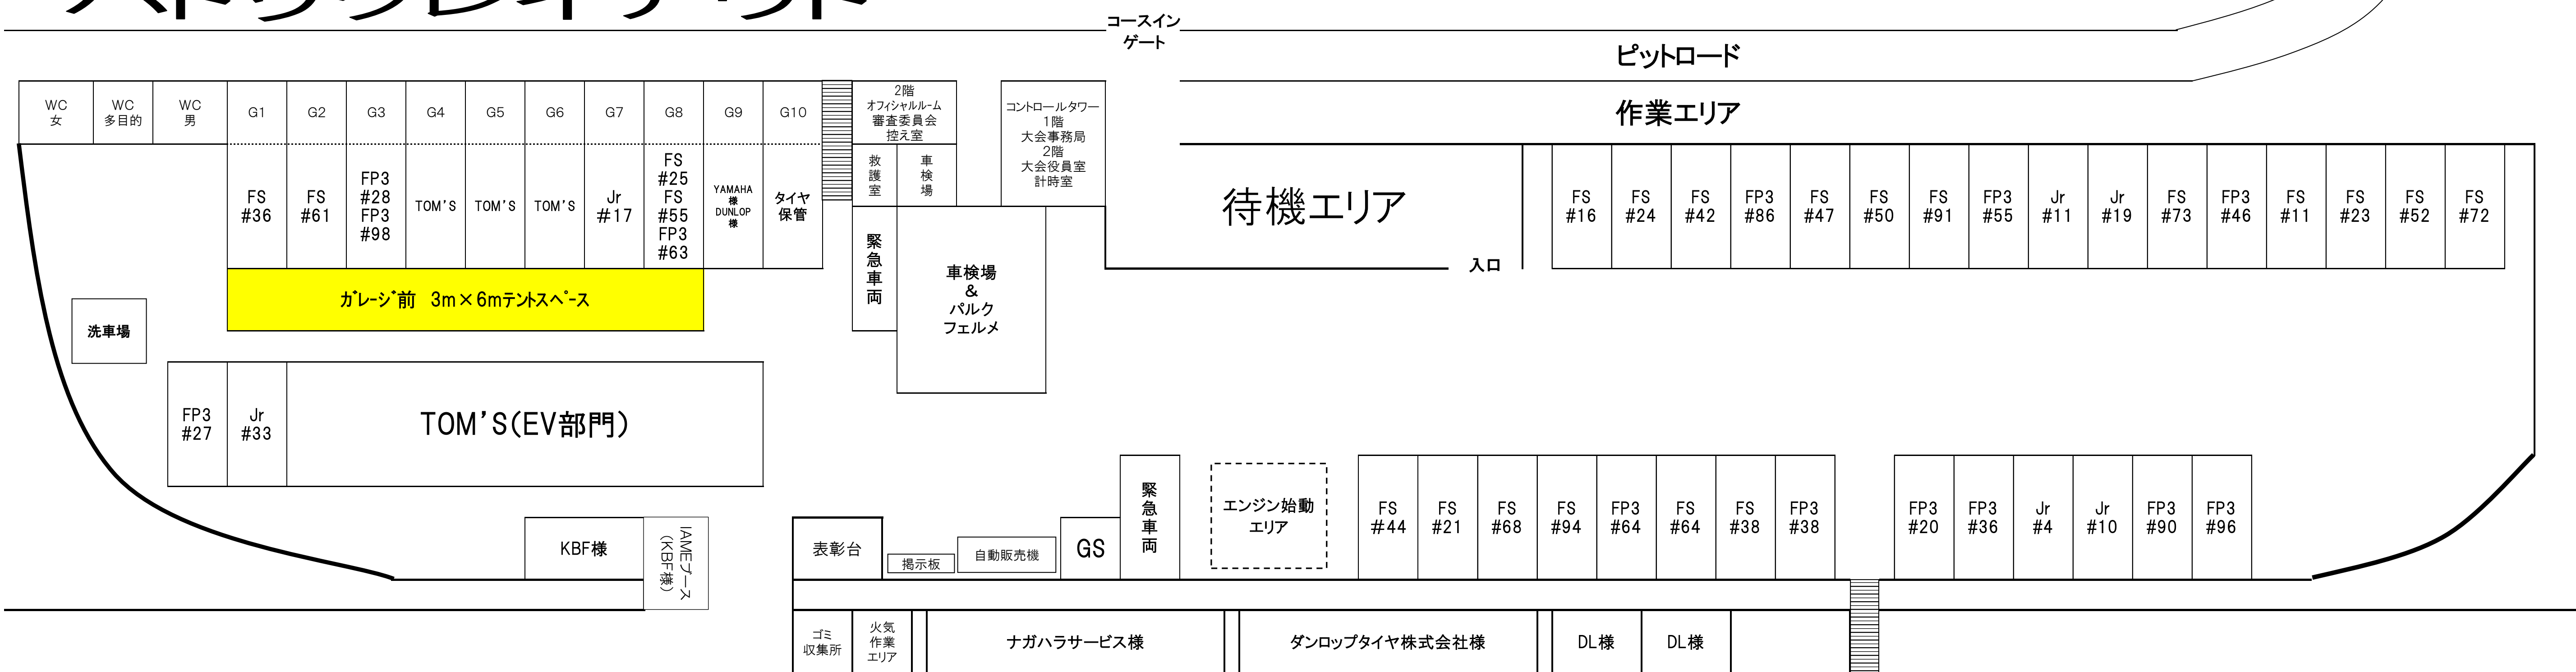 パドックレイアウト
コースイン
ゲート
ピットロード
作業エリア
WC
女
WC
多目的
WC
男
G1
G2
G3
G4
G5
G6
G7
G8
G9
G10
2階
オフィシャルルーム
審査委員会
控え室
コントロールタワー
1階
大会事務局
2階
大会役員室
計時室
FS
#36
FS
#61
FP3
#28
FP3
#98
TOM'S
TOM'S
TOM'S
Jr
#17
FS
#25
FS
#55
FP3
#63
YAMAHA
様
DUNLOP
様
タイヤ
保管
救護室
車検場
待機エリア
入口
FS
#16
FS
#24
FS
#42
FP3
#86
FS
#47
FS
#50
FS
#91
FP3
#55
Jr
#11
Jr
#19
FS
#73
FP3
#46
FS
#11
FS
#23
FS
#52
FS
#72
緊急車両
車検場
&
パルク
フェルメ
ガレージ前 3m×6mテントスペース
洗車場
FP3
#27
Jr
#33
TOM'S(EV部門)
KBF様
IAMEブース
(KBF様)
表彰台
掲示板
自動販売機
GS
緊急車両
エンジン始動
エリア
FS
#44
FS
#21
FS
#68
FS
#94
FP3
#64
FS
#64
FS
#38
FP3
#38
FP3
#20
FP3
#36
Jr
#4
Jr
#10
FP3
#90
FP3
#96
ゴミ
収集所
火気
作業
エリア
ナガハラサービス様
ダンロップタイヤ株式会社様
DL様
DL様